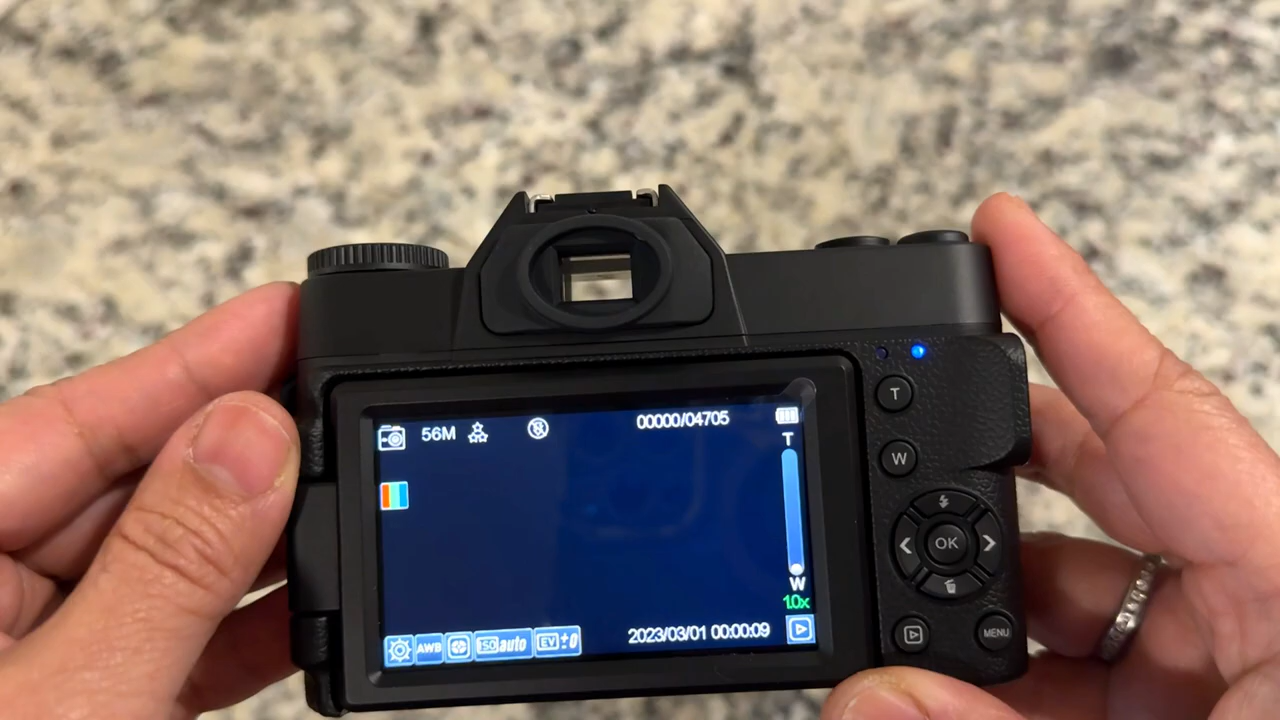 56M
00000/04705
T
W
1.0x
AWB
ISO auto
EV±0
2023/03/01 00:00:09
T
W
OK
MENU